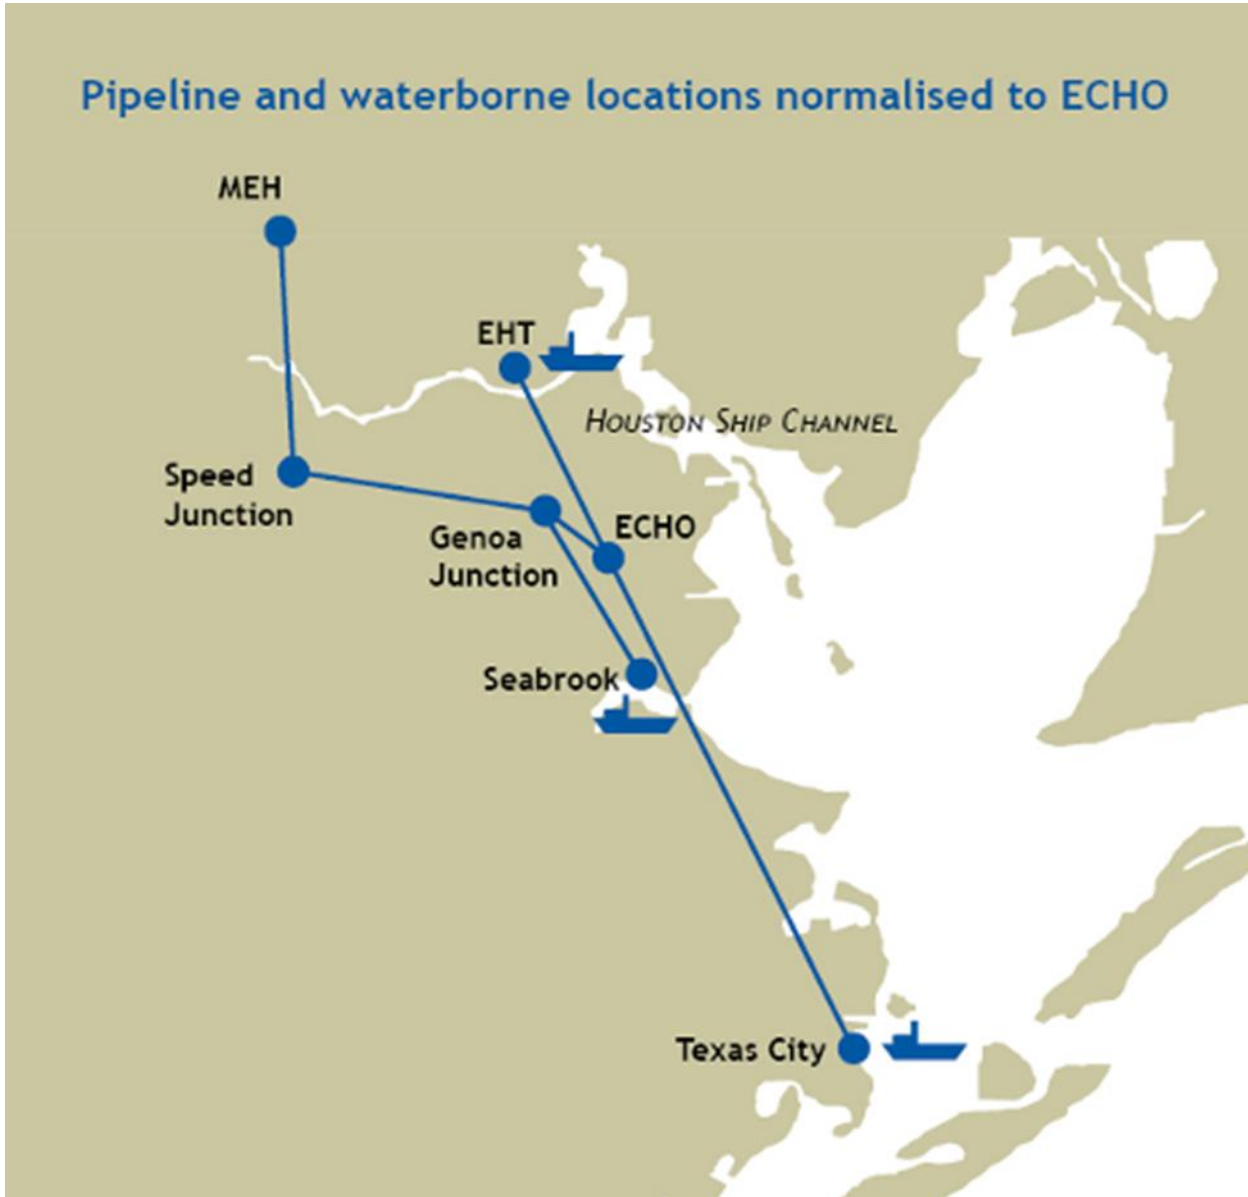 Pipeline and waterborne locations normalised to ECHO
MEH
EHT
Houston Ship Channel
Speed
Junction
ECHO
Genoa
Junction
Seabrook
Texas City